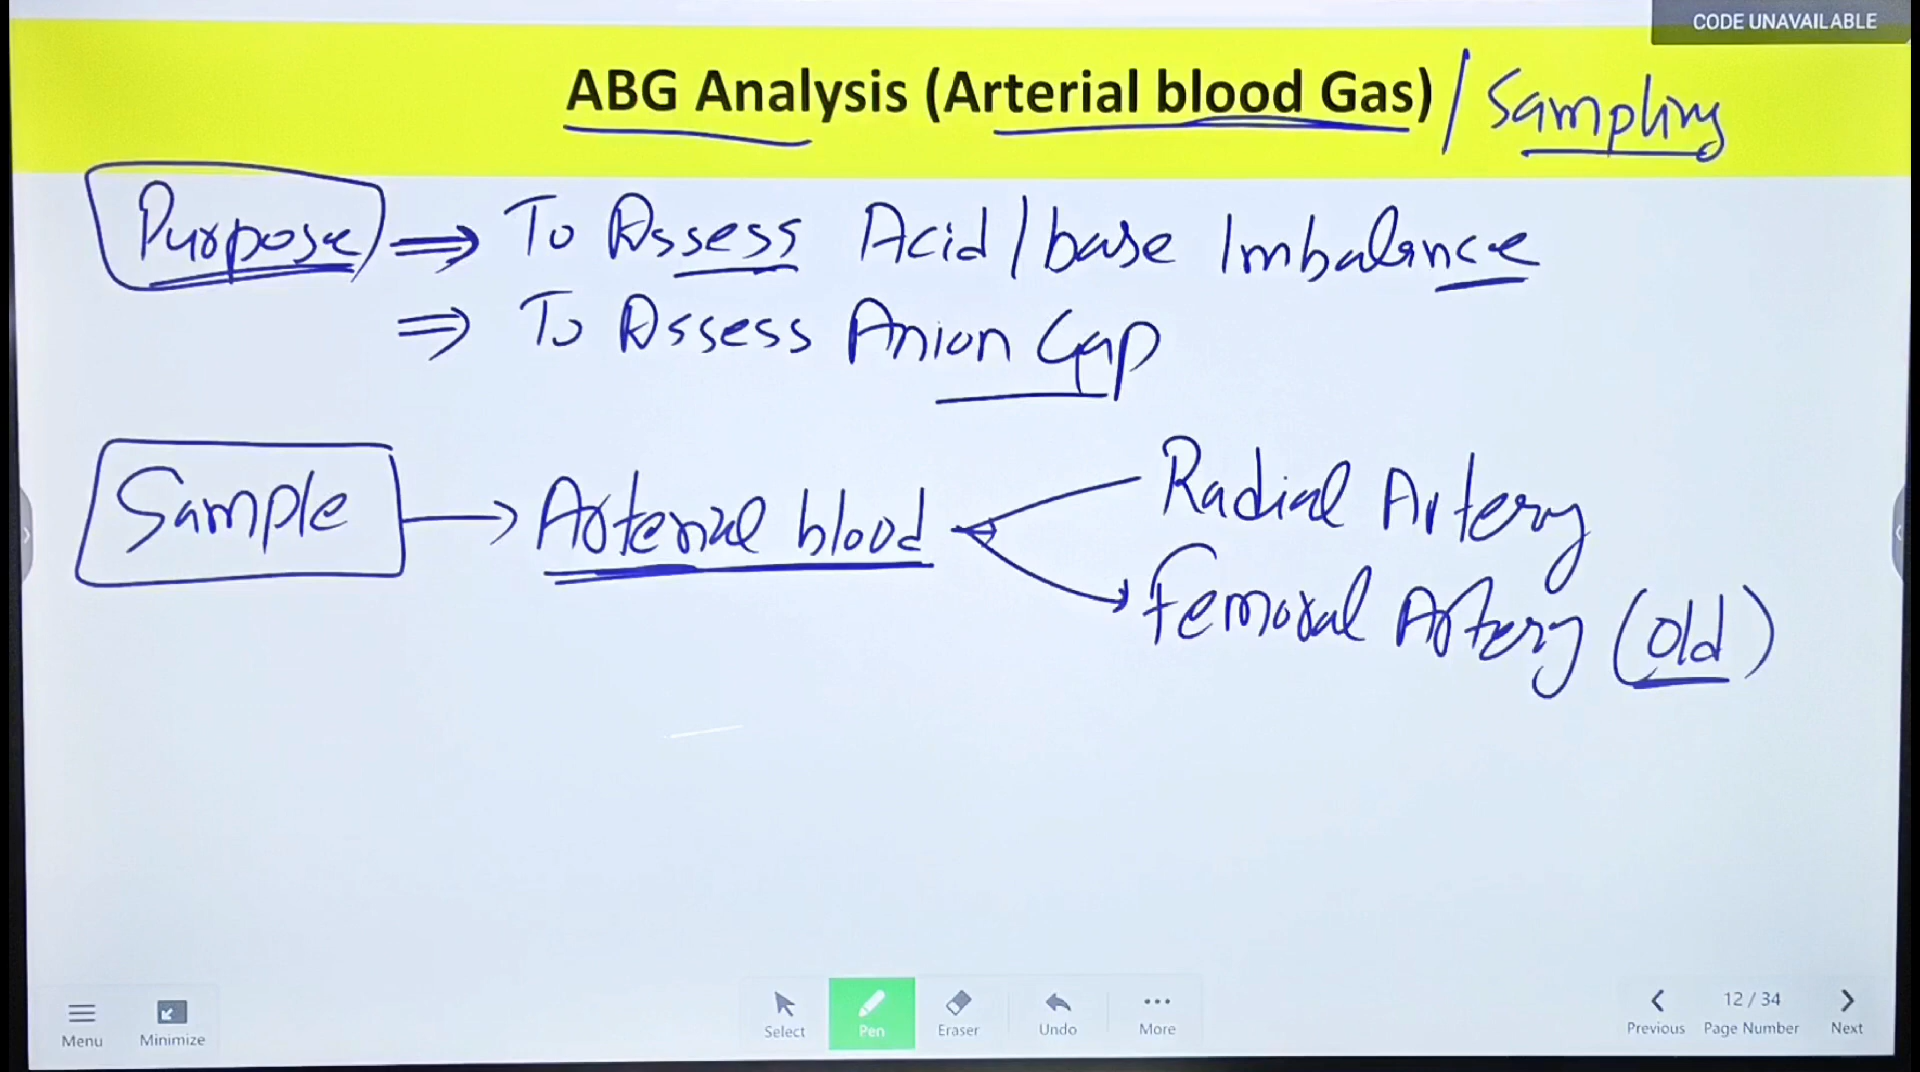 CODE UNAVAILABLE
ABG Analysis (Arterial blood Gas) / Sampling
Purpose ⇒ To Assess Acid / base Imbalance
⇒ To Assess Anion Gap
Sample → Arterial blood
Radial Artery
Femoral Artery (old)
Menu
Minimize
Select
Pen
Eraser
Undo
More
Previous
12 / 34
Page Number
Next